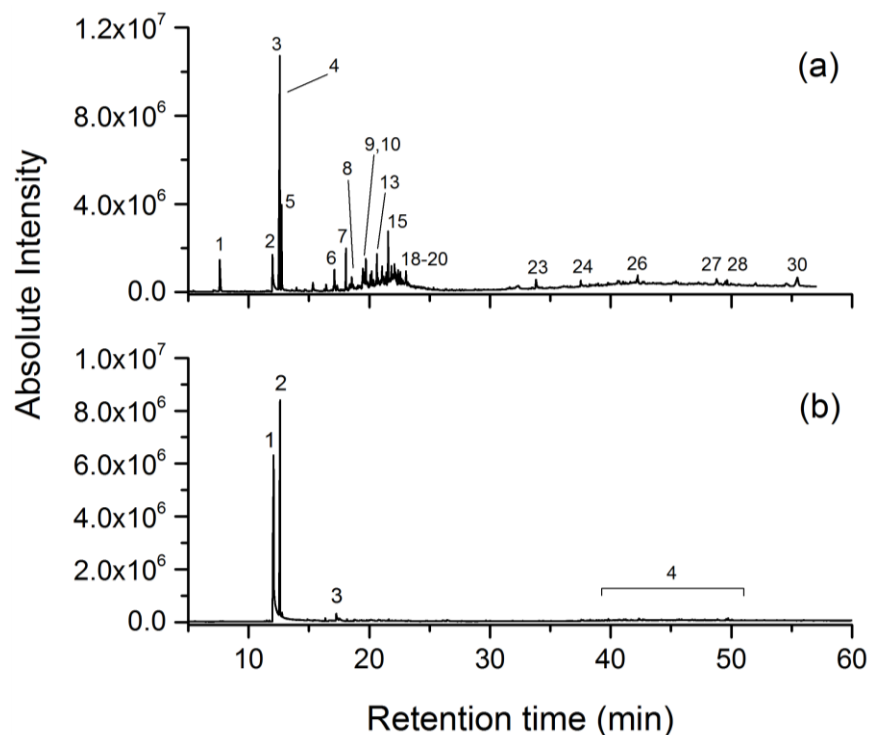 1.2x10⁷
8.0x10⁶
4.0x10⁶
0.0
(a)
3
4
5
1
2
6
7
8
9,10
13
15
18-20
23
24
26
27
28
30
Absolute Intensity
1.0x10⁷
8.0x10⁶
6.0x10⁶
4.0x10⁶
2.0x10⁶
0.0
(b)
1
2
3
4
10 20 30 40 50 60
Retention time (min)